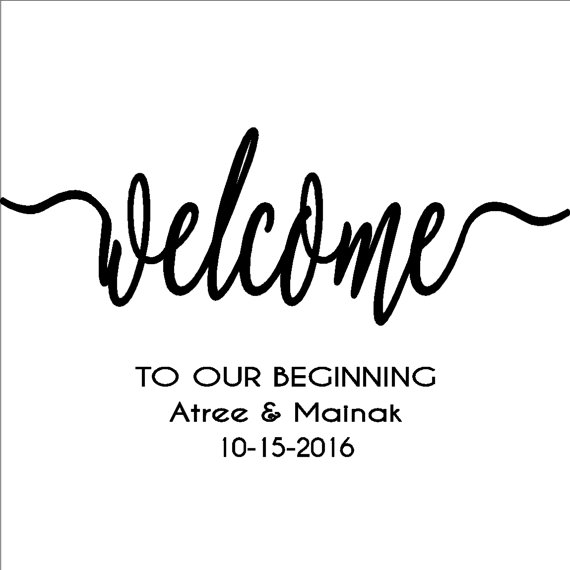 welcome
TO OUR BEGINNING
Atree & Mainak
10-15-2016